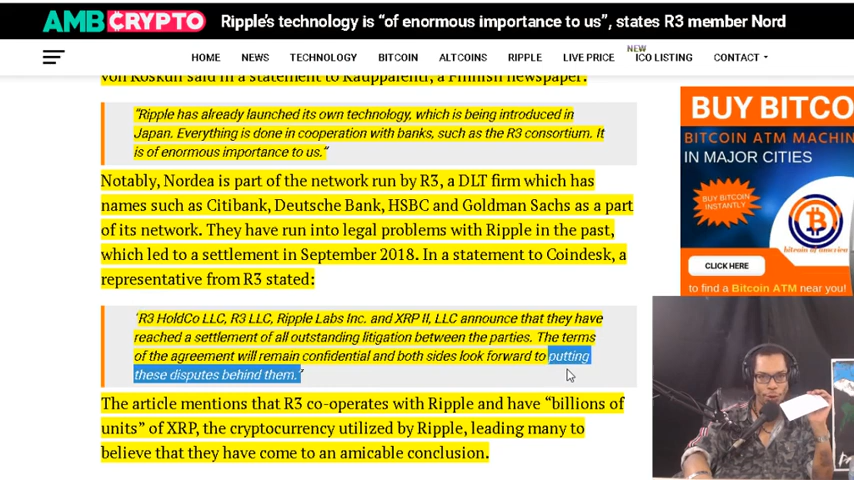 AMBCRYPTO Ripple's technology is "of enormous importance to us", states R3 member Nord
NEW
HOME NEWS TECHNOLOGY BITCOIN ALTCOINS RIPPLE LIVE PRICE ICO LISTING CONTACT
von Koskull said in a statement to Kauppalehti, a Finnish newspaper:
"Ripple has already launched its own technology, which is being introduced in
Japan. Everything is done in cooperation with banks, such as the R3 consortium. It
is of enormous importance to us."
Notably, Nordea is part of the network run by R3, a DLT firm which has
names such as Citibank, Deutsche Bank, HSBC and Goldman Sachs as a part
of its network. They have run into legal problems with Ripple in the past,
which led to a settlement in September 2018. In a statement to Coindesk, a
representative from R3 stated:
'R3 HoldCo LLC, R3 LLC, Ripple Labs Inc. and XRP II, LLC announce that they have
reached a settlement of all outstanding litigation between the parties. The terms
of the agreement will remain confidential and both sides look forward to putting
these disputes behind them.'
The article mentions that R3 co-operates with Ripple and have "billions of
units" of XRP, the cryptocurrency utilized by Ripple, leading many to
believe that they have come to an amicable conclusion.
BUY BITCO
BITCOIN ATM MACHIN
IN MAJOR CITIES
BUY BITCOIN
INSTANTLY
bitcoin of america
CLICK HERE
to find a Bitcoin ATM near you!